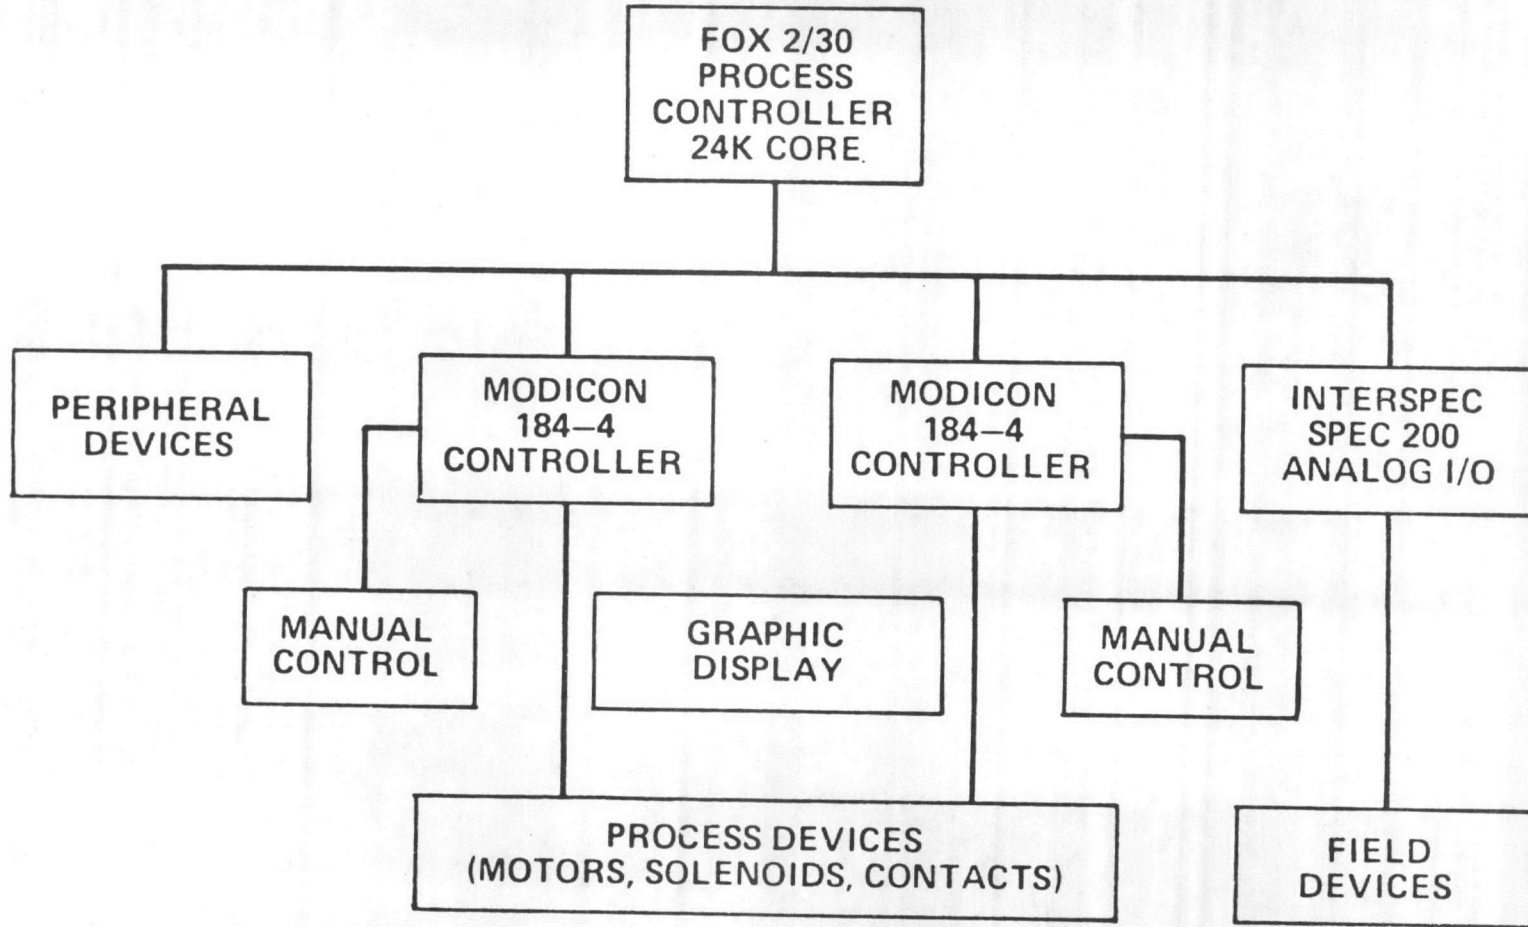 FOX 2/30
PROCESS
CONTROLLER
24K CORE
PERIPHERAL
DEVICES
MODICON
184–4
CONTROLLER
MODICON
184–4
CONTROLLER
INTERSPEC
SPEC 200
ANALOG I/O
MANUAL
CONTROL
GRAPHIC
DISPLAY
MANUAL
CONTROL
PROCESS DEVICES
(MOTORS, SOLENOIDS, CONTACTS)
FIELD
DEVICES